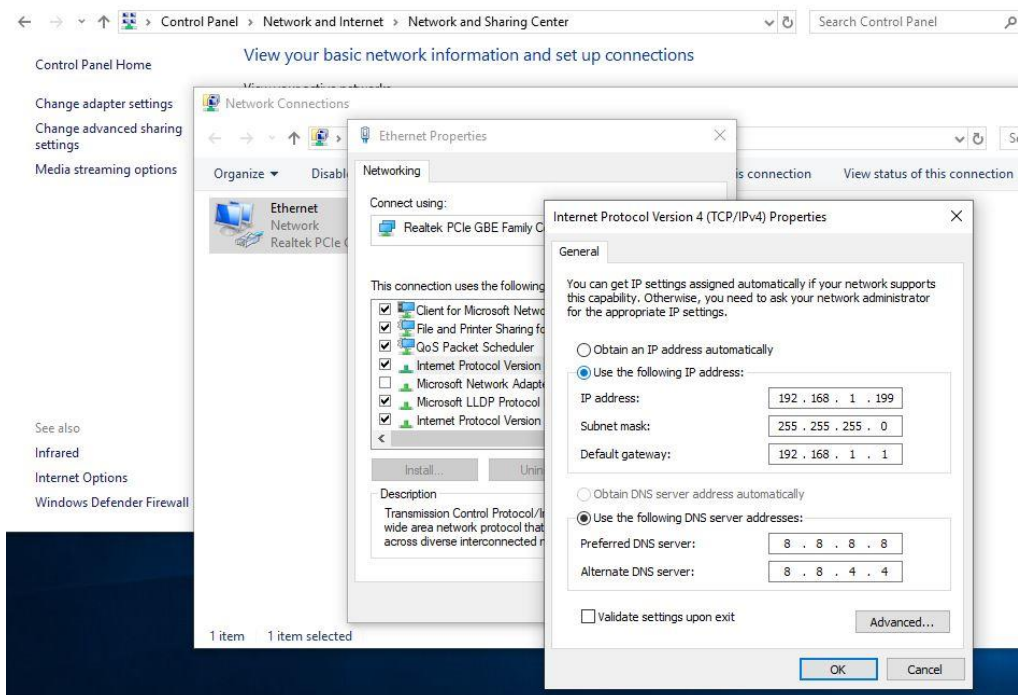 Control Panel > Network and Internet > Network and Sharing Center
Search Control Panel
Control Panel Home
Change adapter settings
Change advanced sharing
settings
Media streaming options
See also
Infrared
Internet Options
Windows Defender Firewall
View your basic network information and set up connections
Network Connections
Organize
View status of this connection
Ethernet
Network
Realtek PCIe
1 item 1 item selected
Ethernet Properties
Networking
Connect using:
Realtek PCIe GBE Family
This connection uses the following
Client for Microsoft
File and Printer Sharing
QoS Packet Scheduler
Internet Protocol Version
Microsoft Network
Microsoft LLDP Protocol
Internet Protocol Version
Install...
Description
Transmission Control
wide area network protocol that
across diverse interconnected
connection
Internet Protocol Version 4 (TCP/IPv4) Properties
General
You can get IP settings assigned automatically if your network supports
this capability. Otherwise, you need to ask your network administrator
for the appropriate IP settings.
Obtain an IP address automatically
Use the following IP address:
IP address: 192 . 168 . 1 . 199
Subnet mask: 255 . 255 . 255 . 0
Default gateway: 192 . 168 . 1 . 1
Obtain DNS server address automatically
Use the following DNS server addresses:
Preferred DNS server: 8 . 8 . 8 . 8
Alternate DNS server: 8 . 8 . 4 . 4
Validate settings upon exit
Advanced...
OK Cancel